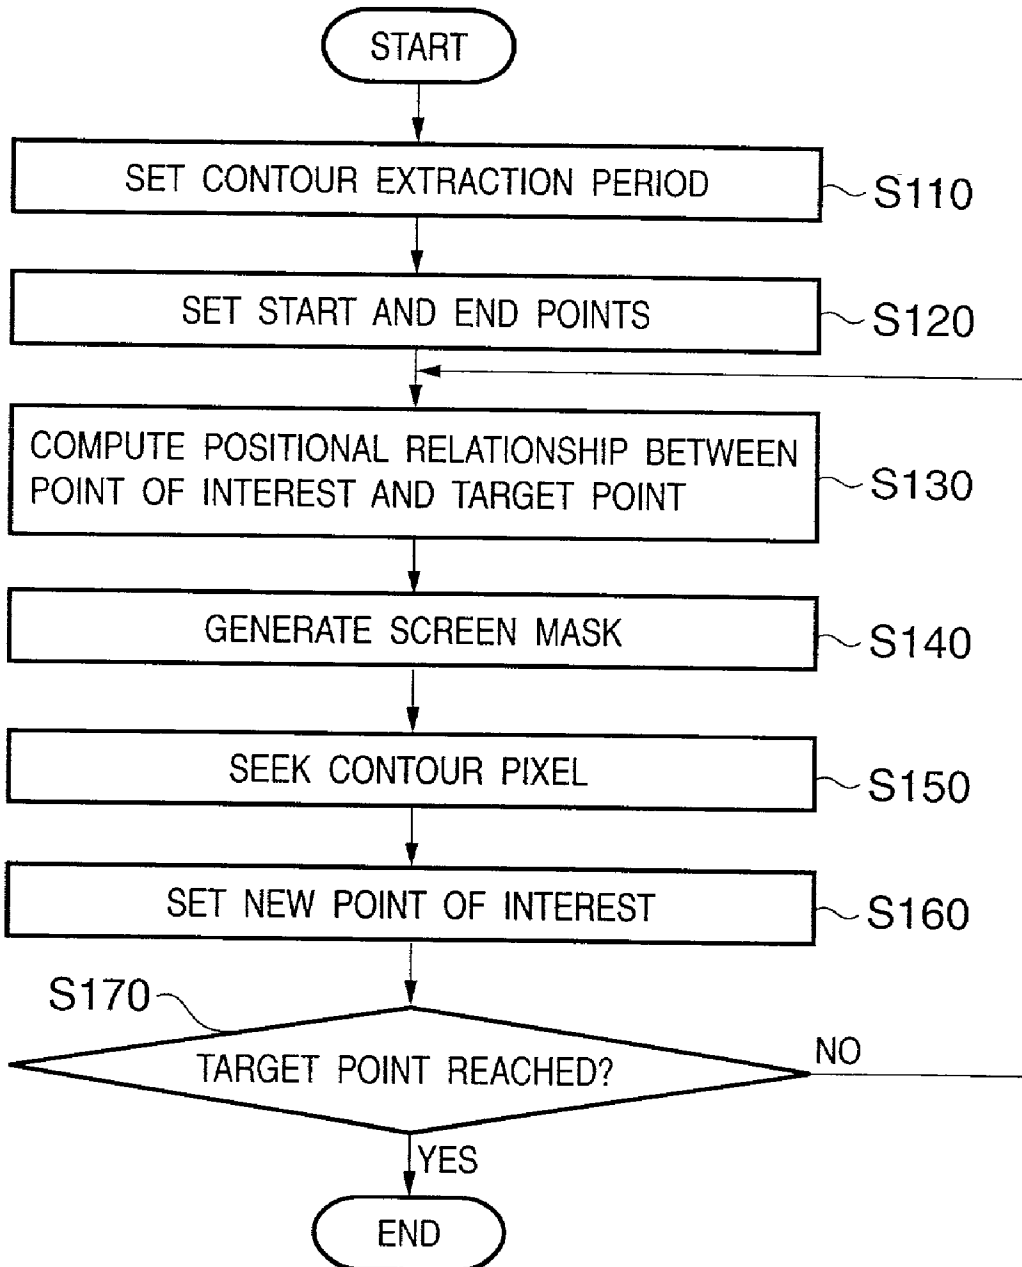 START
SET CONTOUR EXTRACTION PERIOD
S110
SET START AND END POINTS
S120
COMPUTE POSITIONAL RELATIONSHIP BETWEEN
POINT OF INTEREST AND TARGET POINT
S130
GENERATE SCREEN MASK
S140
SEEK CONTOUR PIXEL
S150
SET NEW POINT OF INTEREST
S160
S170
TARGET POINT REACHED?
NO
YES
END